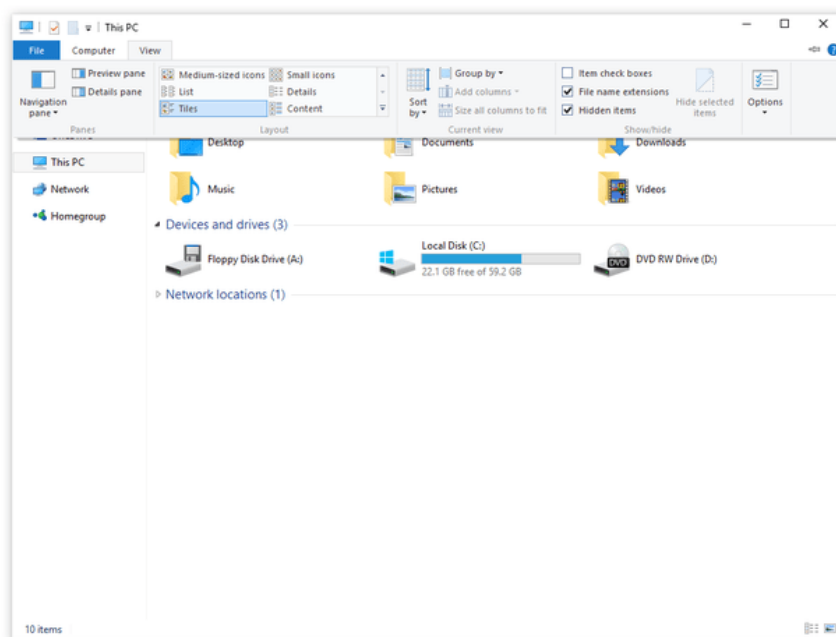 This PC
File Computer View
Navigation pane
Preview pane
Details pane
Panes
Medium-sized icons Small icons
List Details
Tiles Content
Layout
Sort by
Group by
Add columns
Size all columns to fit
Current view
Item check boxes
File name extensions
Hidden items
Hide selected items
Show/hide
Options
This PC
Network
Homegroup
Desktop Documents Downloads
Music Pictures Videos
Devices and drives (3)
Floppy Disk Drive (A:)
Local Disk (C:)
22.1 GB free of 59.2 GB
DVD RW Drive (D:)
DVD
Network locations (1)
10 items